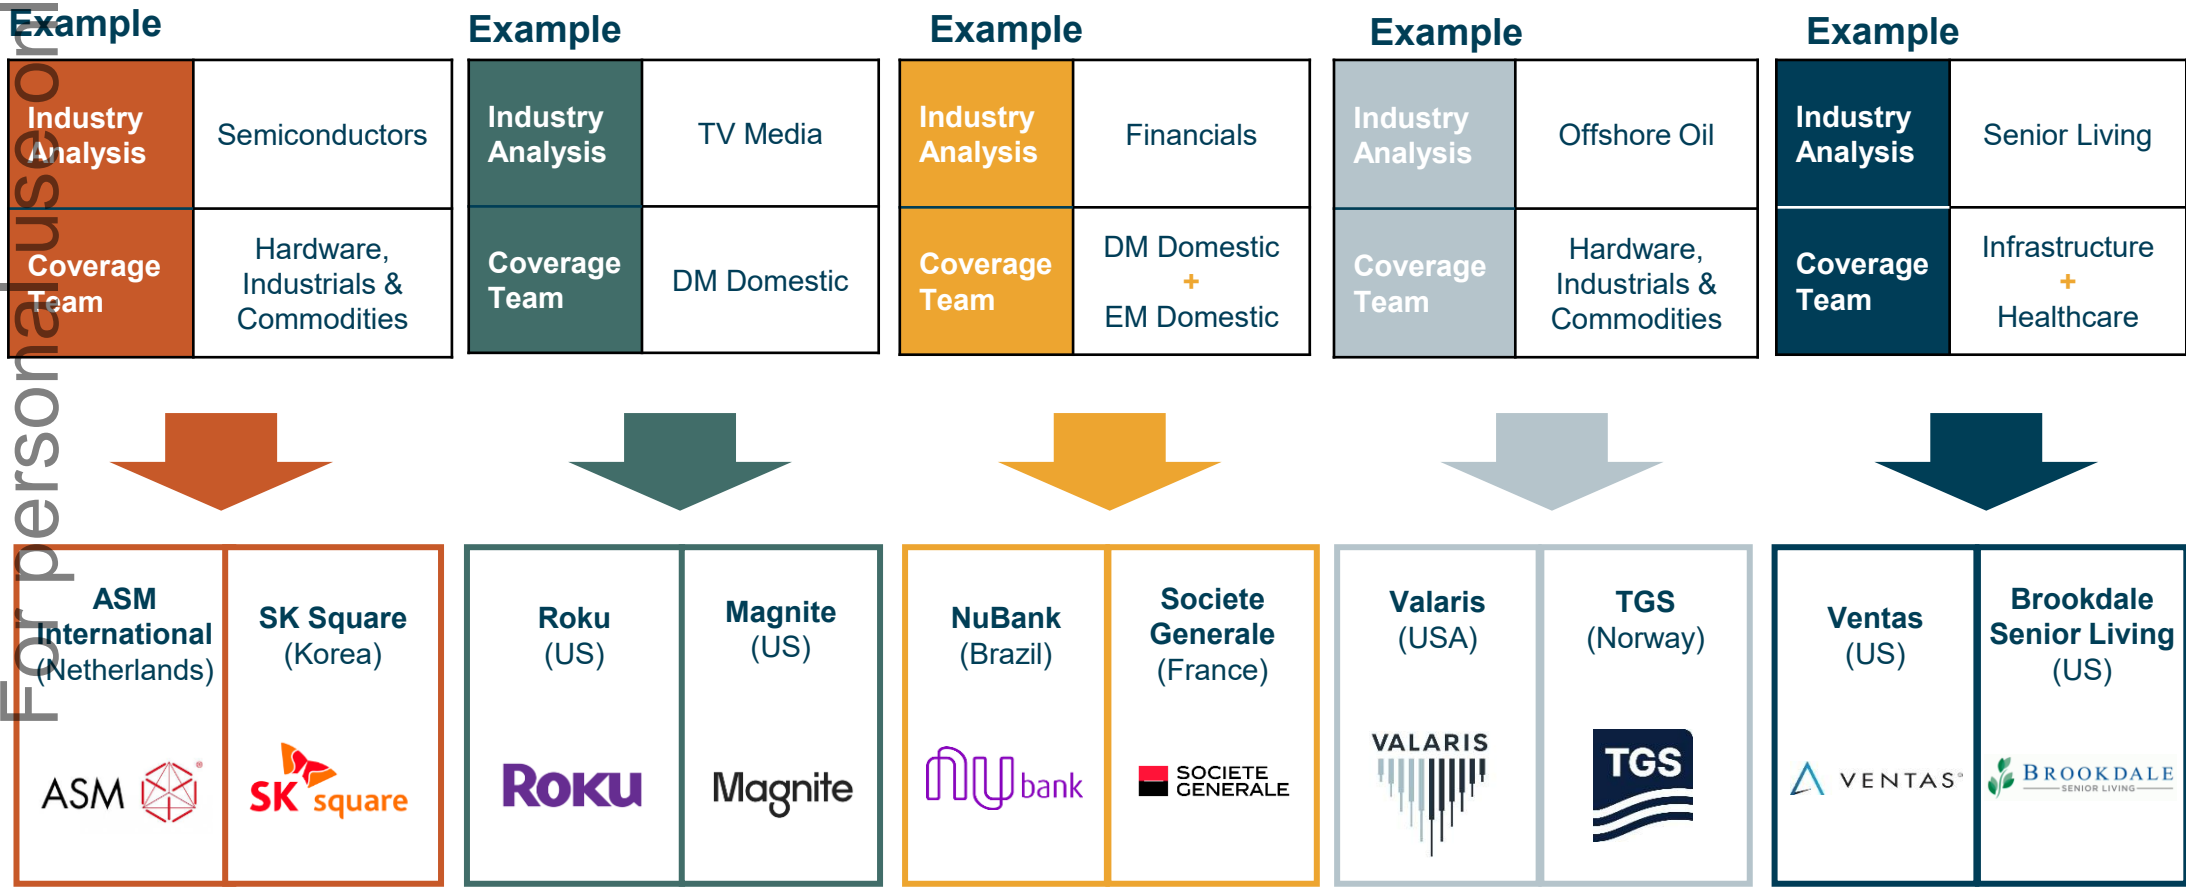 For personal use onl
Example
Industry
Analysis
Semiconductors
Coverage
Team
Hardware,
Industrials &
Commodities
ASM
International
(Netherlands)
ASM
SK Square
(Korea)
SK square
Example
Industry
Analysis
TV Media
Coverage
Team
DM Domestic
Roku
(US)
ROKU
Magnite
(US)
Magnite
Example
Industry
Analysis
Financials
Coverage
Team
DM Domestic
+
EM Domestic
NuBank
(Brazil)
nu bank
Societe
Generale
(France)
SOCIETE
GENERALE
Example
Industry
Analysis
Offshore Oil
Coverage
Team
Hardware,
Industrials &
Commodities
Valaris
(USA)
VALARIS
TGS
(Norway)
TGS
Example
Industry
Analysis
Senior Living
Coverage
Team
Infrastructure
+
Healthcare
Ventas
(US)
VENTAS
Brookdale
Senior Living
(US)
BROOKDALE
SENIOR LIVING